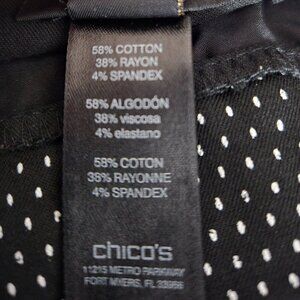 58% COTTON
38% RAYON
4% SPANDEX
58% ALGODÓN
38% viscosa
4% elastano
58% COTON
38% RAYONNE
4% SPANDEX
chico's
11215 METRO PARKWAY
FORT MYERS, FL 33966